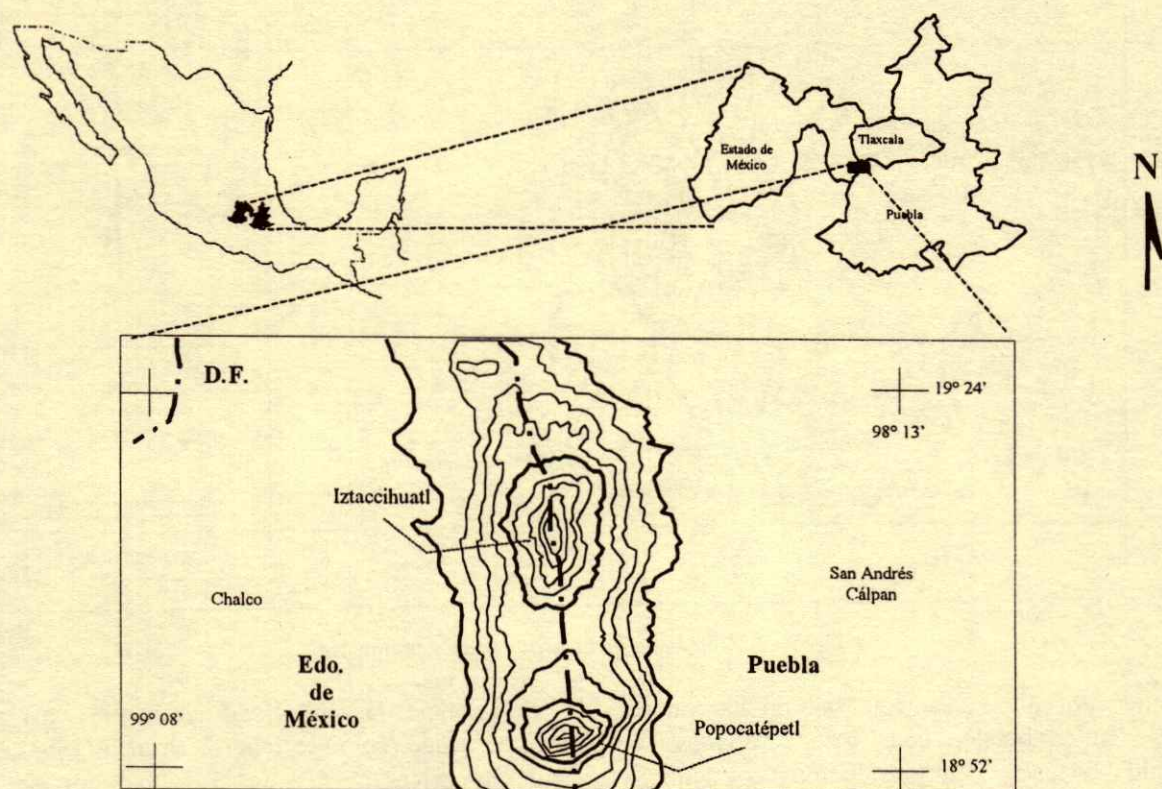 Tlaxcala
Estado de
México
Puebla
N
D.F.
19° 24'
98° 13'
Iztaccihuatl
San Andrés
Cálpan
Chalco
Edo.
de
México
Puebla
99° 08'
Popocatépetl
18° 52'